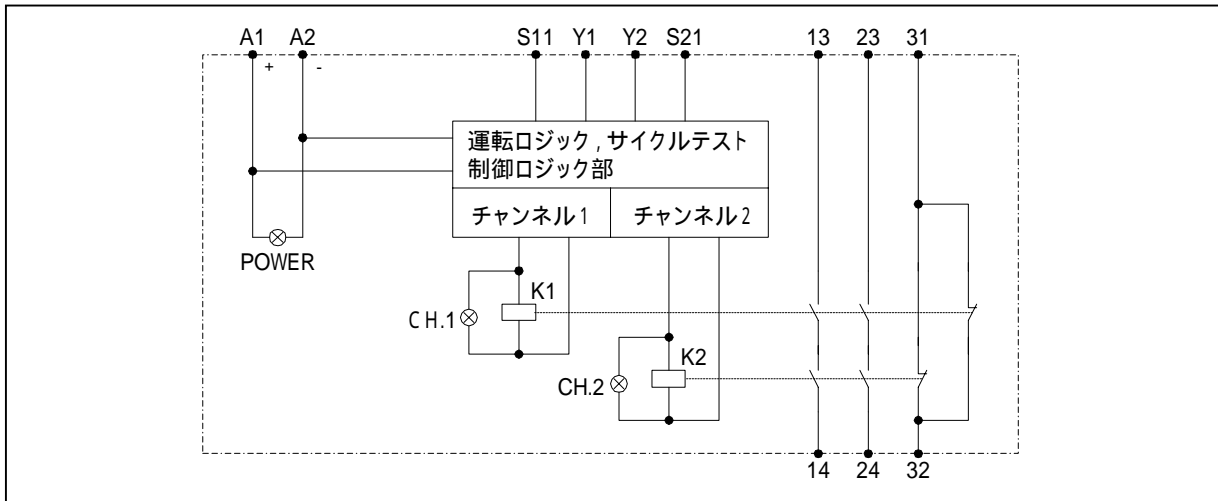 A1 A2 S11 Y1 Y2 S21 13 23 31
+ -
運転ロジック,サイクルテスト
制御ロジック部
チャンネル1 チャンネル2
POWER
K1
CH.1
K2
CH.2
14 24 32